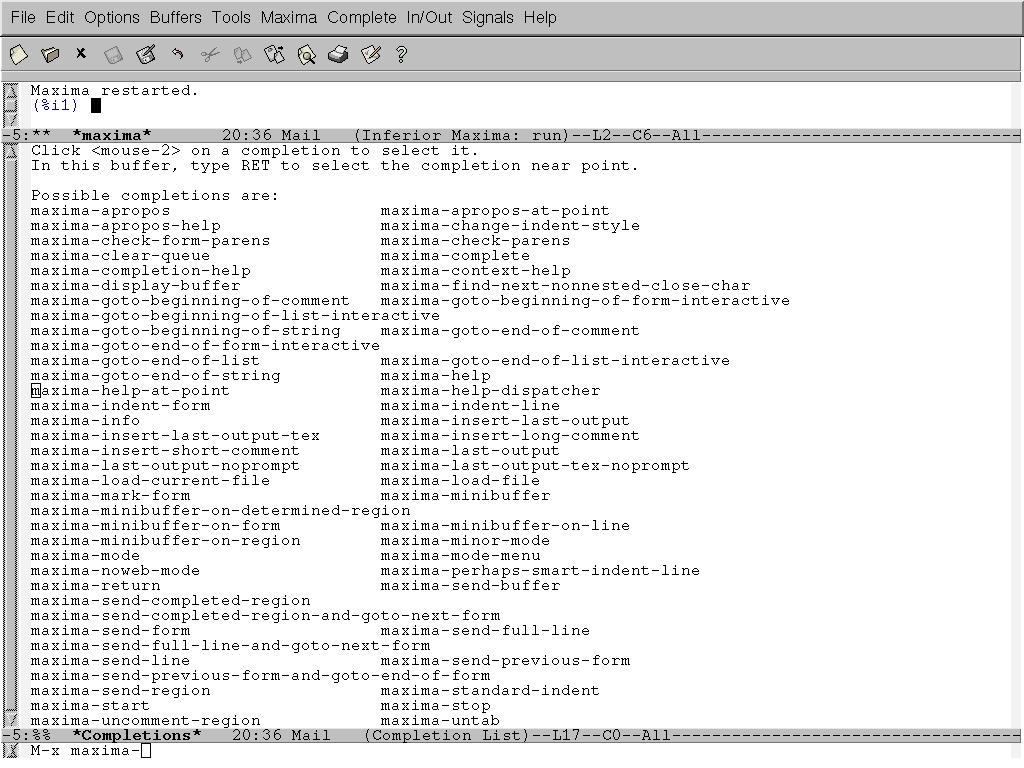 File Edit Options Buffers Tools Maxima Complete In/Out Signals Help
Maxima restarted.
(%i1)
-5:** *maxima* 20:36 Mail (Inferior Maxima: run)--L2--C6--All--------------------------------
Click <mouse-2> on a completion to select it.
In this buffer, type RET to select the completion near point.
Possible completions are:
maxima-apropos maxima-apropos-at-point
maxima-apropos-help maxima-change-indent-style
maxima-check-form-parens maxima-check-parens
maxima-clear-queue maxima-complete
maxima-completion-help maxima-context-help
maxima-display-buffer maxima-find-next-nonnested-close-char
maxima-goto-beginning-of-comment maxima-goto-beginning-of-form-interactive
maxima-goto-beginning-of-list-interactive
maxima-goto-beginning-of-string maxima-goto-end-of-comment
maxima-goto-end-of-form-interactive
maxima-goto-end-of-list maxima-goto-end-of-list-interactive
maxima-goto-end-of-string maxima-help
maxima-help-at-point maxima-help-dispatcher
maxima-indent-form maxima-indent-line
maxima-info maxima-insert-last-output
maxima-insert-last-output-tex maxima-insert-long-comment
maxima-insert-short-comment maxima-last-output
maxima-last-output-noprompt maxima-last-output-tex-noprompt
maxima-load-current-file maxima-load-file
maxima-mark-form maxima-minibuffer
maxima-minibuffer-on-determined-region
maxima-minibuffer-on-form maxima-minibuffer-on-line
maxima-minibuffer-on-region maxima-minor-mode
maxima-mode maxima-mode-menu
maxima-noweb-mode maxima-perhaps-smart-indent-line
maxima-return maxima-send-buffer
maxima-send-completed-region
maxima-send-completed-region-and-goto-next-form
maxima-send-form maxima-send-full-line
maxima-send-full-line-and-goto-next-form
maxima-send-line maxima-send-previous-form
maxima-send-previous-form-and-goto-end-of-form
maxima-send-region maxima-standard-indent
maxima-start maxima-stop
maxima-uncomment-region maxima-untab
-5:%% *Completions* 20:36 Mail (Completion List)--L17--C0--All-----------------------------------
M-x maxima-